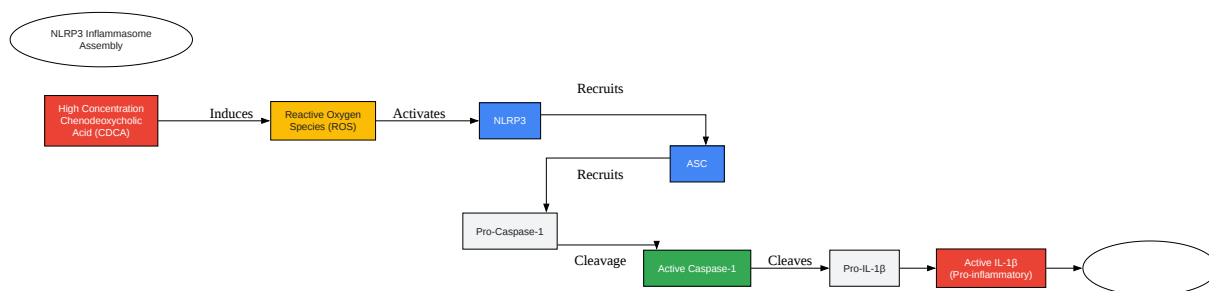 NLRP3 Inflammasome
Assembly
High Concentration
Chenodeoxycholic
Acid (CDCA)
Induces
Reactive Oxygen
Species (ROS)
Activates
NLRP3
Recruits
ASC
Recruits
Pro-Caspase-1
Cleavage
Active Caspase-1
Cleaves
Pro-IL-1β
Active IL-1β
(Pro-inflammatory)